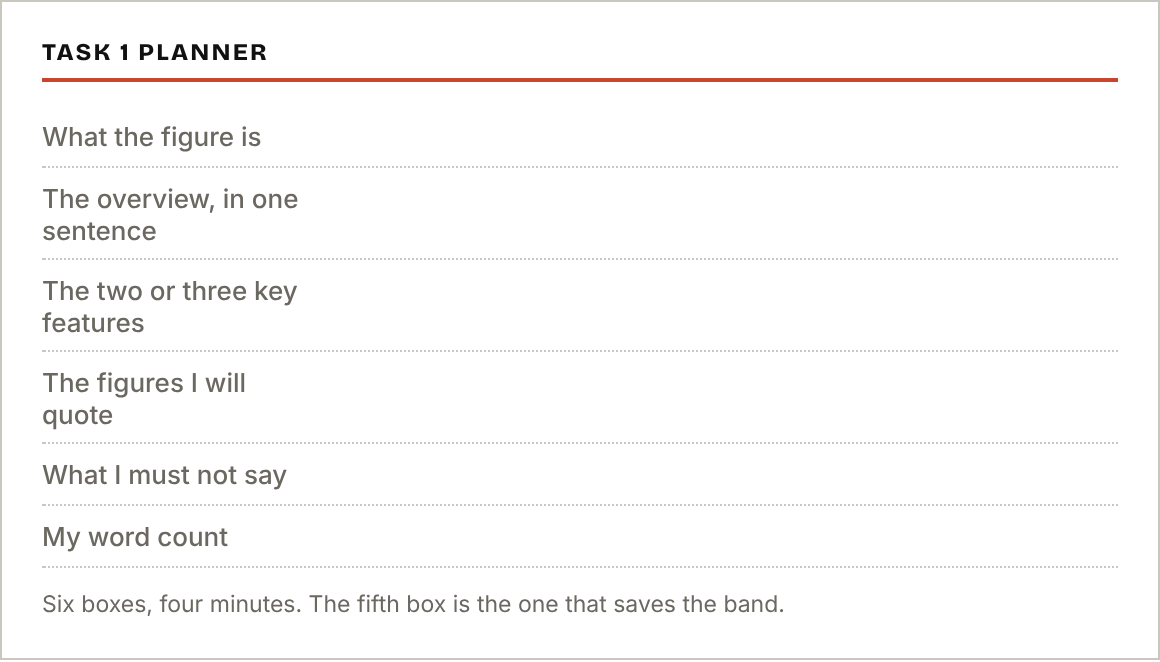 TASK 1 PLANNER
What the figure is
The overview, in one
sentence
The two or three key
features
The figures I will
quote
What I must not say
My word count
Six boxes, four minutes. The fifth box is the one that saves the band.